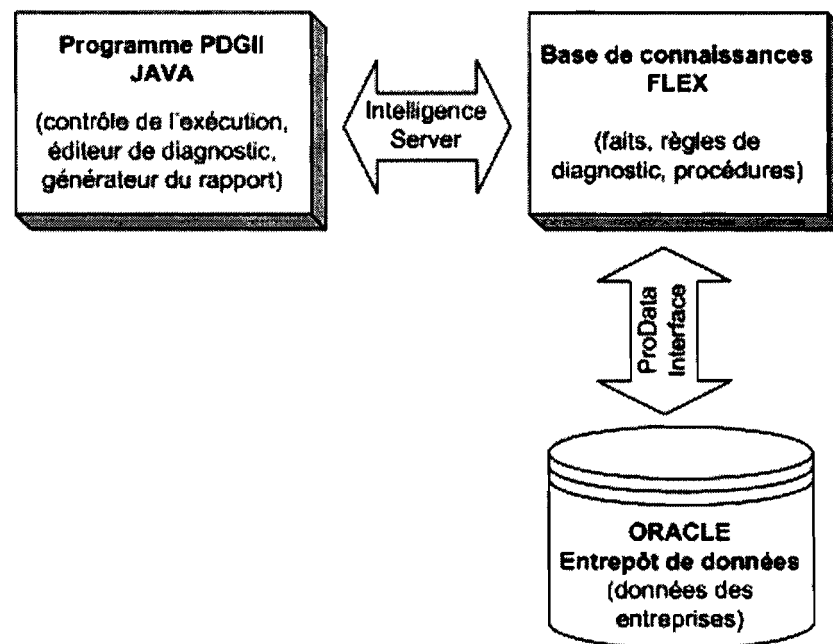 Programme PDGII
JAVA
(contrôle de l'exécution,
éditeur de diagnostic,
générateur du rapport)
Intelligence
Server
Base de connaissances
FLEX
(faits, règles de
diagnostic, procédures)
ProData
Interface
ORACLE
Entrepôt de données
(données des
entreprises)